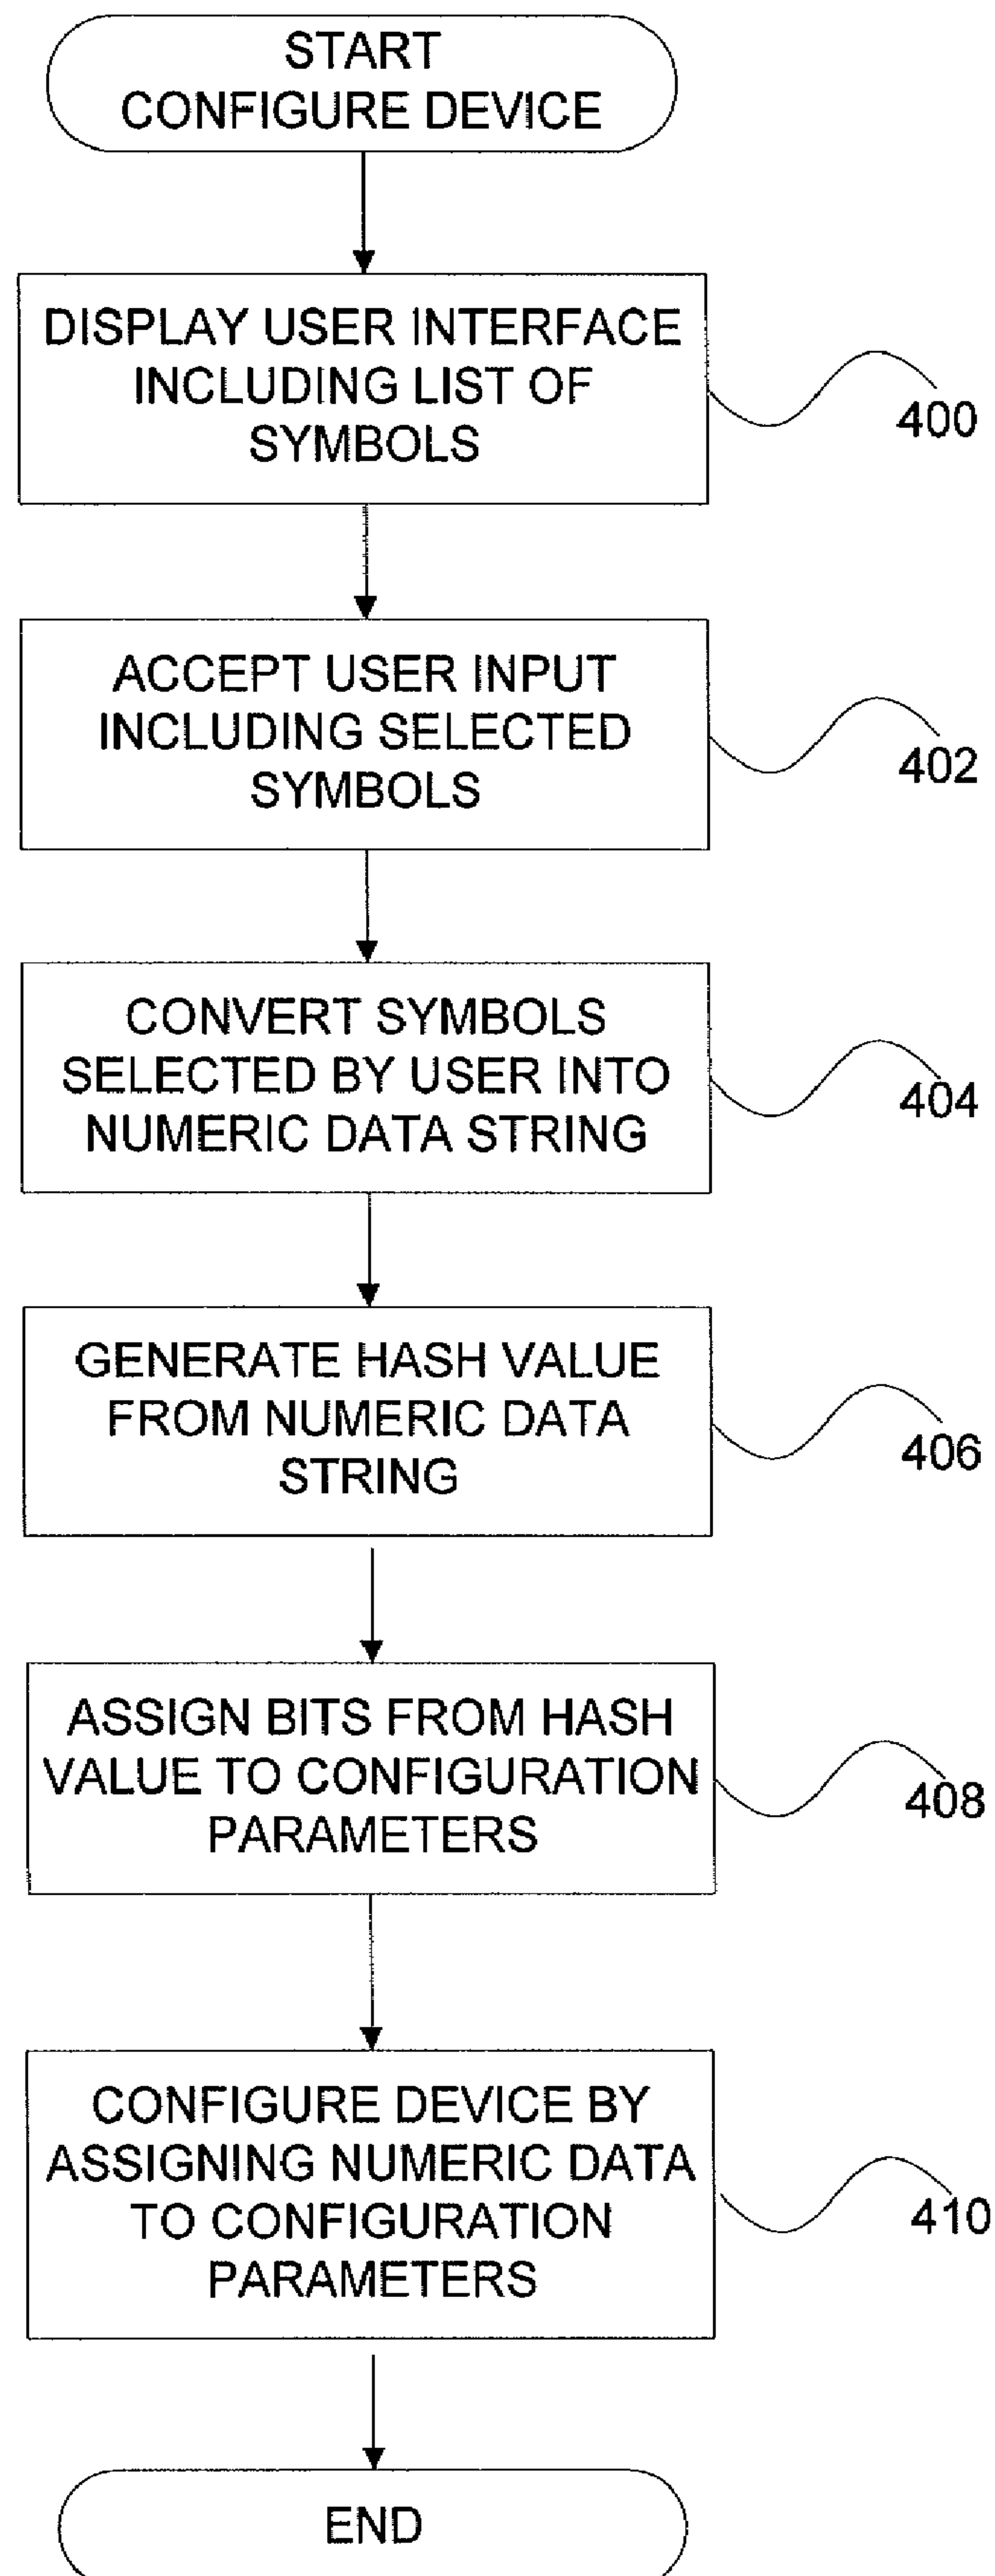 START
CONFIGURE DEVICE
DISPLAY USER INTERFACE
INCLUDING LIST OF
SYMBOLS
400
ACCEPT USER INPUT
INCLUDING SELECTED
SYMBOLS
402
CONVERT SYMBOLS
SELECTED BY USER INTO
NUMERIC DATA STRING
404
GENERATE HASH VALUE
FROM NUMERIC DATA
STRING
406
ASSIGN BITS FROM HASH
VALUE TO CONFIGURATION
PARAMETERS
408
CONFIGURE DEVICE BY
ASSIGNING NUMERIC DATA
TO CONFIGURATION
PARAMETERS
410
END